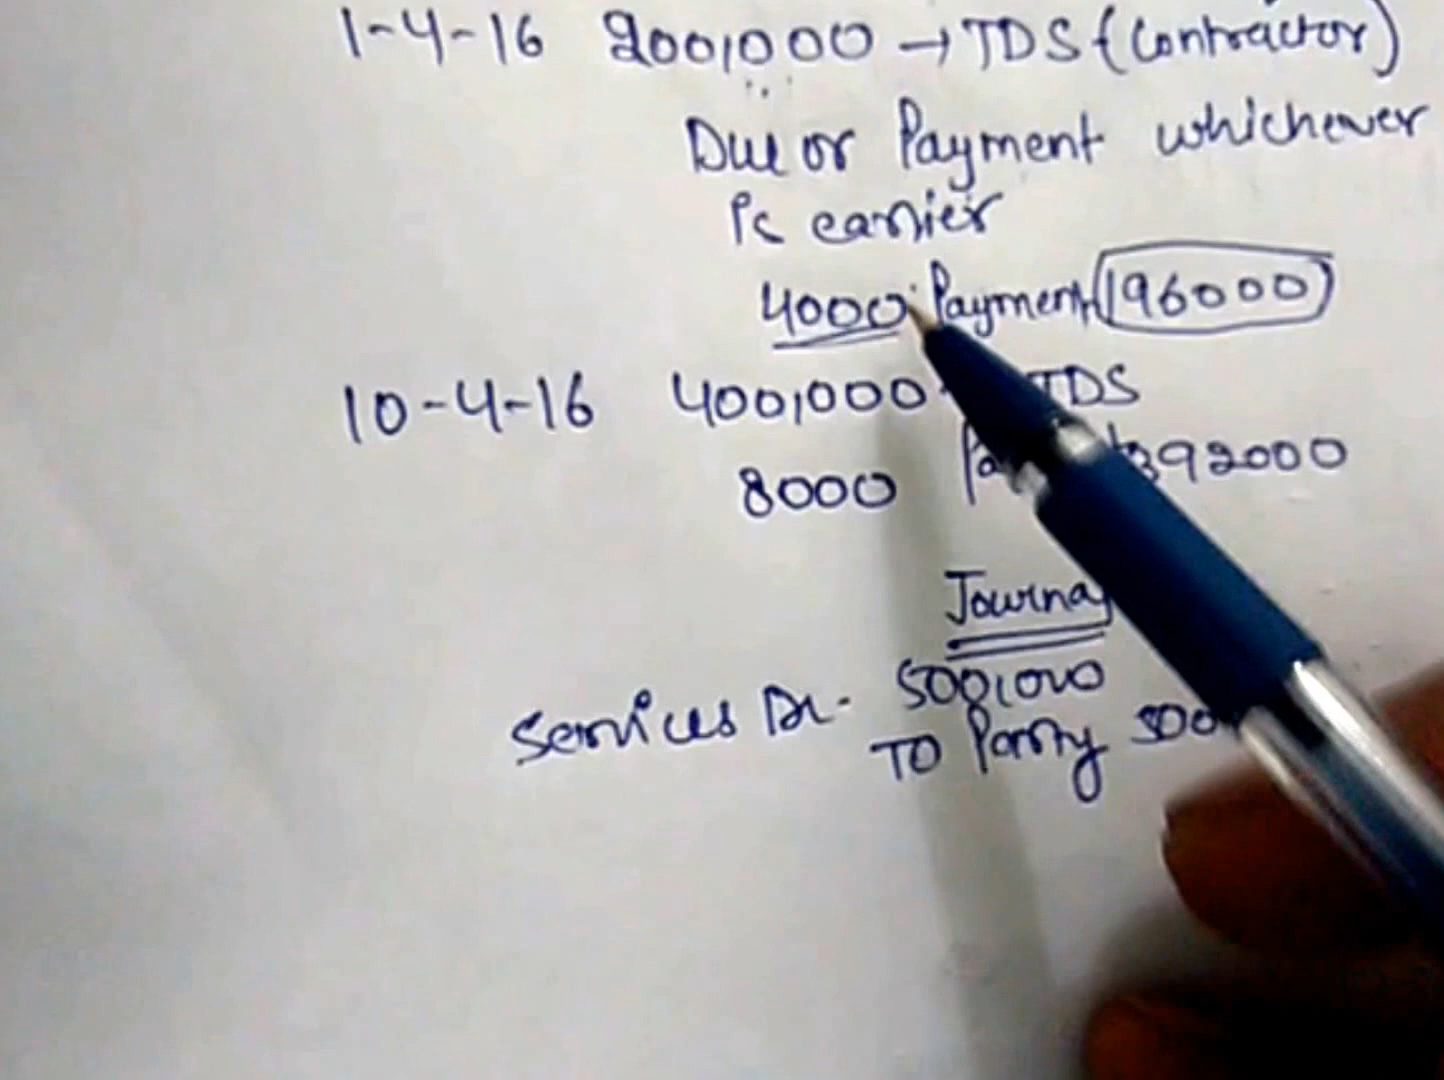 1-4-16 200,000 → TDS (Contractor)
Due or Payment whichever
is earlier
4000 Payment 196000
10-4-16 400,000 TDS
8000 392000
Journal
Services Dr. 500,000
TO Party